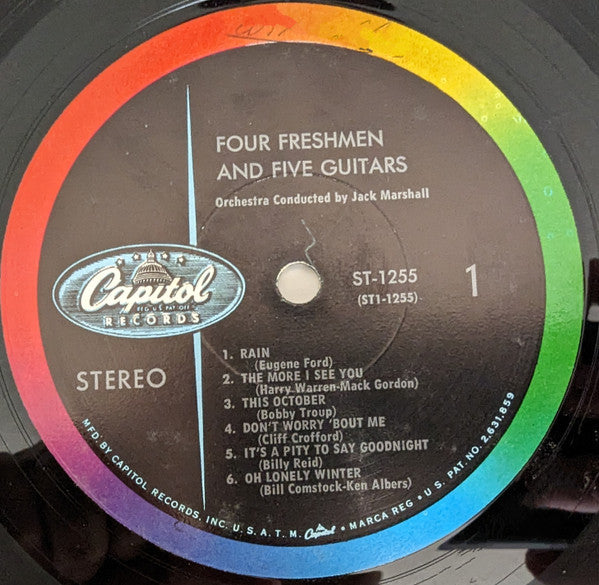 FOUR FRESHMEN
AND FIVE GUITARS
Orchestra Conducted by Jack Marshall
Capitol
REG. U.S. PAT. OFF.
RECORDS
STEREO
ST-1255
(ST1-1255)
1
1. RAIN
(Eugene Ford)
2. THE MORE I SEE YOU
(Harry Warren-Mack Gordon)
3. THIS OCTOBER
(Bobby Troup)
4. DON'T WORRY 'BOUT ME
(Cliff Crofford)
5. IT'S A PITY TO SAY GOODNIGHT
(Billy Reid)
6. OH LONELY WINTER
(Bill Comstock-Ken Albers)
MFD. BY CAPITOL RECORDS, INC. U. S. A. T. M. Capitol • MARCA REG • U. S. PAT. NO. 2,631,859